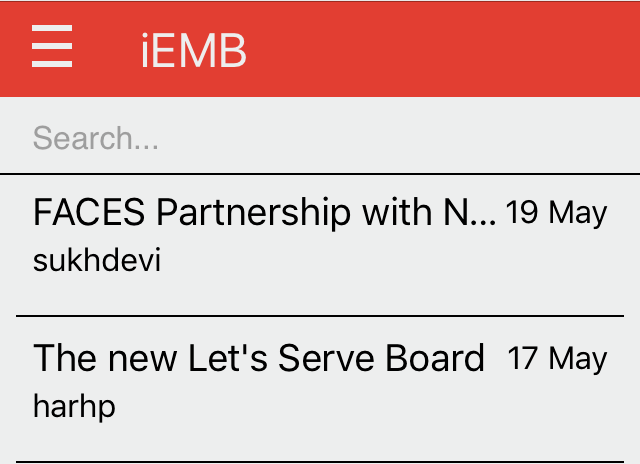 iEMB
Search...
FACES Partnership with N... 19 May
sukhdevi
The new Let's Serve Board 17 May
harhp